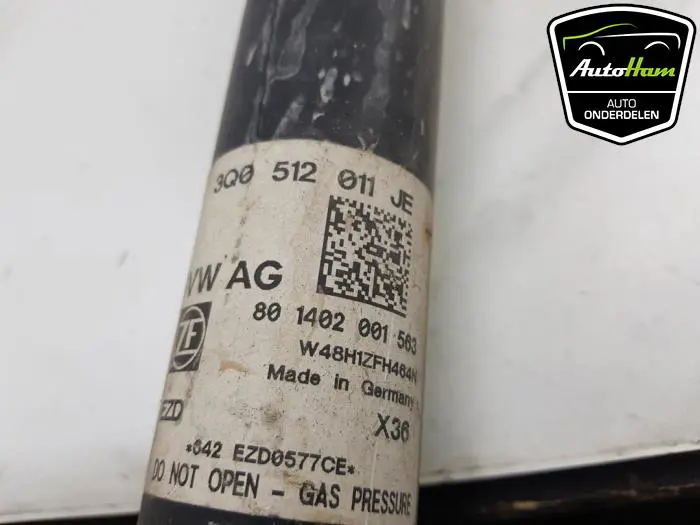 AutoHam
AUTO
ONDERDELEN
3Q0 512 011 JE
VW AG
ZF
80 1402 001 563
W48H1ZFH464
Made in Germany
X36
EZD
*642 EZD0577CE*
DO NOT OPEN - GAS PRESSURE